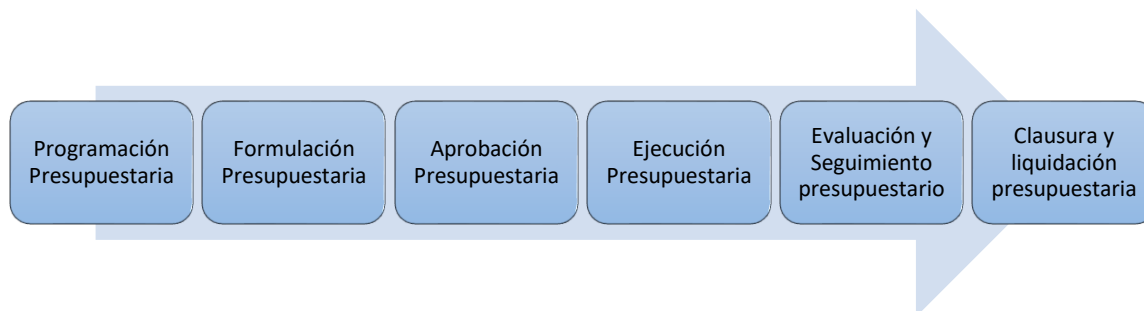 Programación
Presupuestaria
Formulación
Presupuestaria
Aprobación
Presupuestaria
Ejecución
Presupuestaria
Evaluación y
Seguimiento
presupuestario
Clausura y
liquidación
presupuestaria